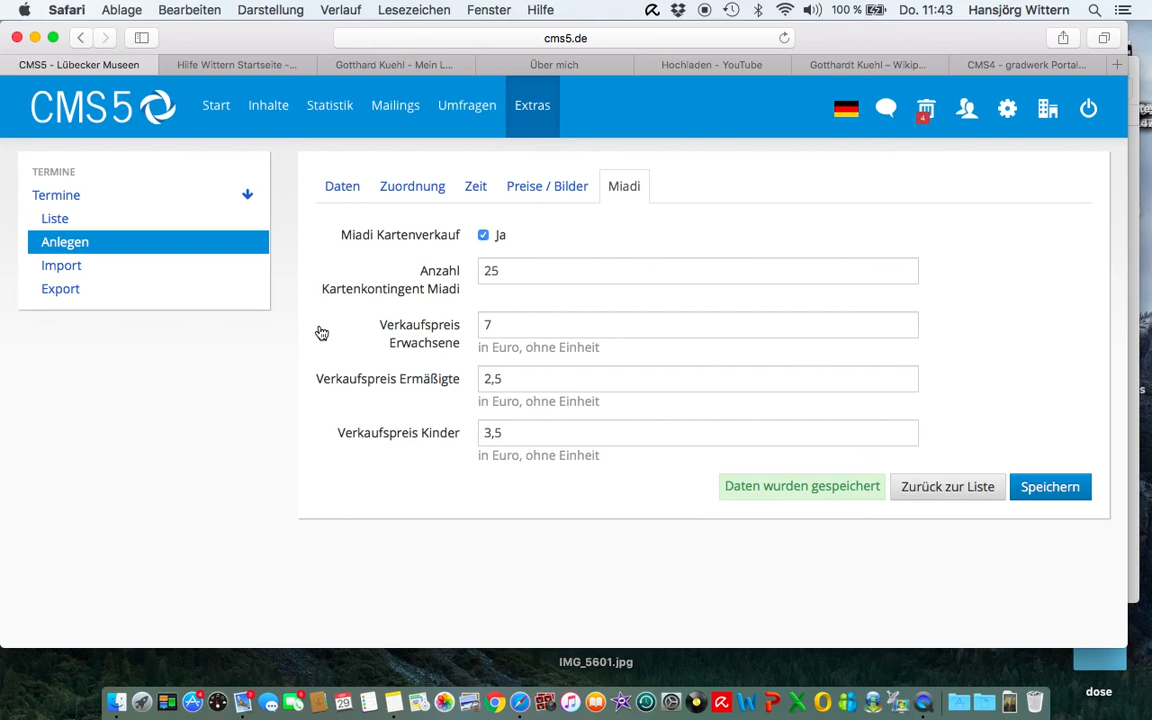 Safari Ablage Bearbeiten Darstellung Verlauf Lesezeichen Fenster Hilfe 100 % Do. 11:43 Hansjörg Wittern
cms5.de
CMS5 - Lübecker Museen Hilfe Wittern Startseite -... Gotthard Kuehl - Mein L... Über mich Hochladen - YouTube Gotthard Kuehl – Wikip... CMS4 - gradwerk Portal...
CMS5 Start Inhalte Statistik Mailings Umfragen Extras 4
TERMINE
Termine
Liste
Anlegen
Import
Export
Daten Zuordnung Zeit Preise / Bilder Miadi
Miadi Kartenverkauf Ja
Anzahl
Kartenkontingent Miadi 25
Verkaufspreis
Erwachsene 7
in Euro, ohne Einheit
Verkaufspreis Ermäßigte 2,5
in Euro, ohne Einheit
Verkaufspreis Kinder 3,5
in Euro, ohne Einheit
Daten wurden gespeichert Zurück zur Liste Speichern
IMG_5601.jpg
dose